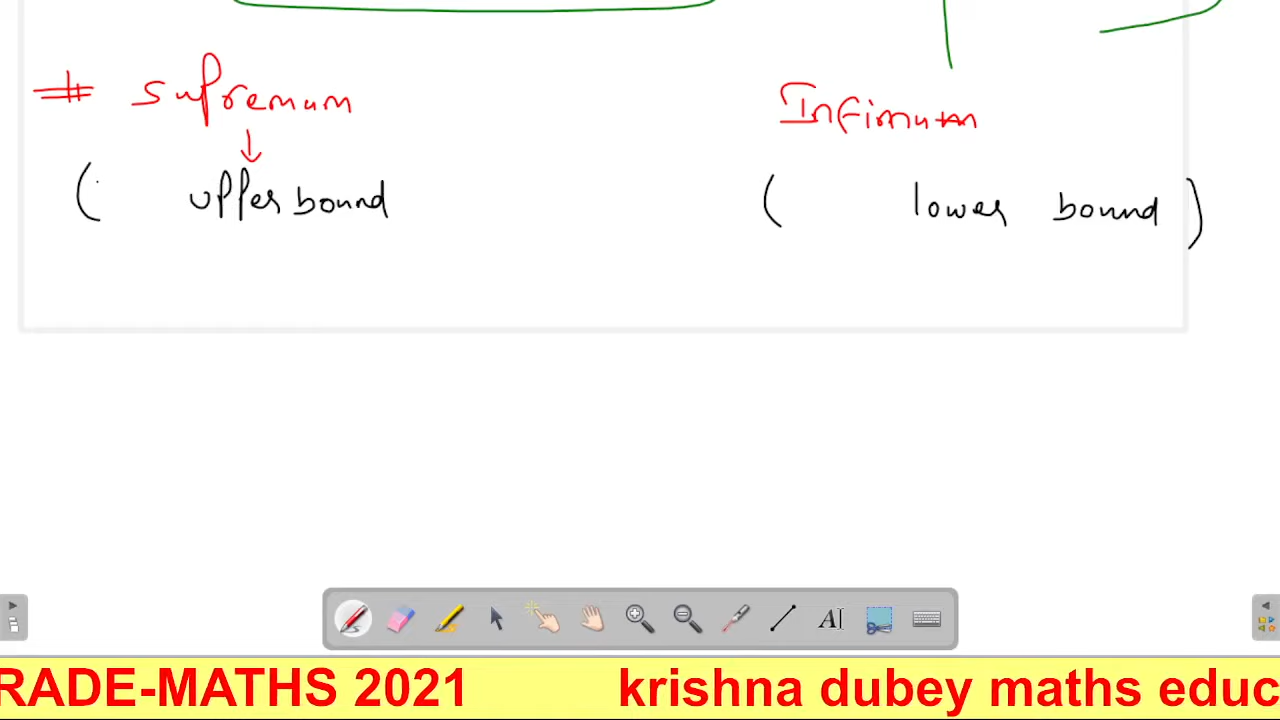 # Supremum
Infimum
( upper bound
( lower bound )
RADE-MATHS 2021 krishna dubey maths educ